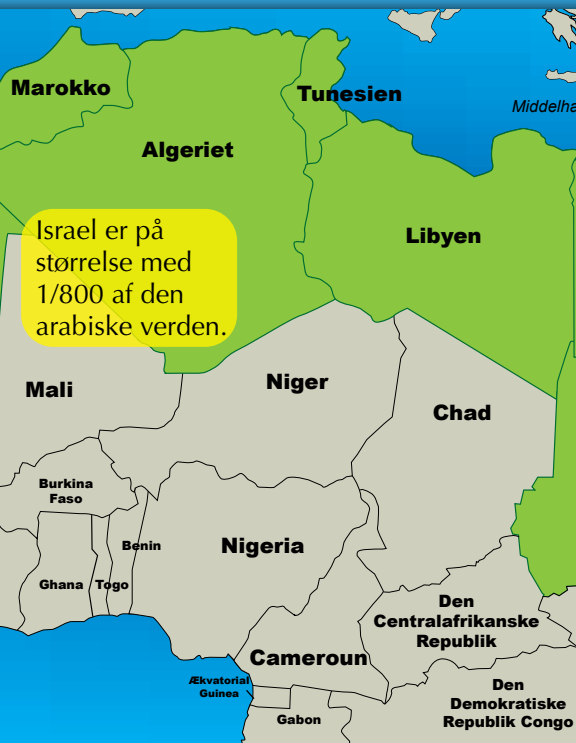 Marokko
Tunesien
Algeriet
Israel er på
størrelse med
1/800 af den
arabiske verden.
Libyen
Mali
Niger
Chad
Burkina
Faso
Benin
Nigeria
Ghana
Togo
Den
Centralafrikanske
Republik
Cameroun
Ækvatorial
Guinea
Gabon
Den
Demokratiske
Republik Congo